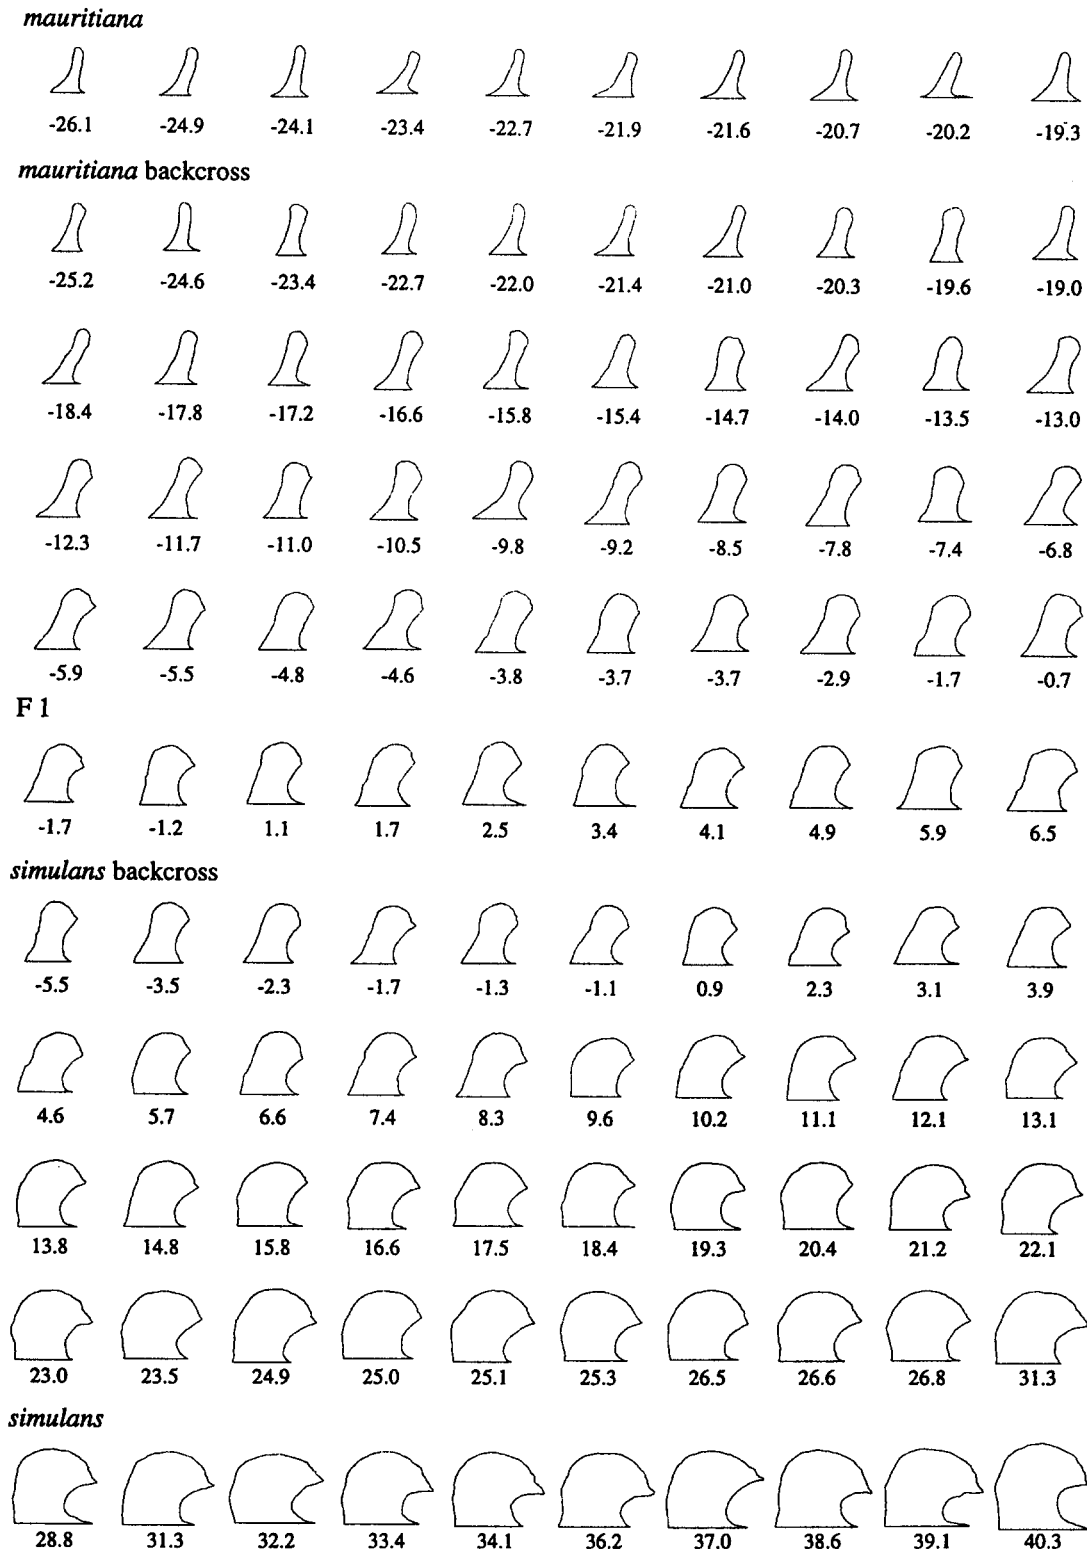 mauritiana
-26.1 -24.9 -24.1 -23.4 -22.7 -21.9 -21.6 -20.7 -20.2 -19.3
mauritiana backcross
-25.2 -24.6 -23.4 -22.7 -22.0 -21.4 -21.0 -20.3 -19.6 -19.0
-18.4 -17.8 -17.2 -16.6 -15.8 -15.4 -14.7 -14.0 -13.5 -13.0
-12.3 -11.7 -11.0 -10.5 -9.8 -9.2 -8.5 -7.8 -7.4 -6.8
-5.9 -5.5 -4.8 -4.6 -3.8 -3.7 -3.7 -2.9 -1.7 -0.7
F 1
-1.7 -1.2 1.1 1.7 2.5 3.4 4.1 4.9 5.9 6.5
simulans backcross
-5.5 -3.5 -2.3 -1.7 -1.3 -1.1 0.9 2.3 3.1 3.9
4.6 5.7 6.6 7.4 8.3 9.6 10.2 11.1 12.1 13.1
13.8 14.8 15.8 16.6 17.5 18.4 19.3 20.4 21.2 22.1
23.0 23.5 24.9 25.0 25.1 25.3 26.5 26.6 26.8 31.3
simulans
28.8 31.3 32.2 33.4 34.1 36.2 37.0 38.6 39.1 40.3